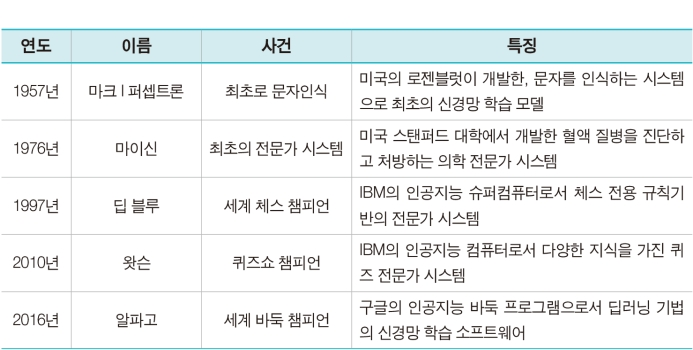 연도 이름 사건 특징
1957년 마크 I 퍼셉트론 최초로 문자인식 미국의 로젠블럿이 개발한, 문자를 인식하는 시스템
으로 최초의 신경망 학습 모델
1976년 마이신 최초의 전문가 시스템 미국 스탠퍼드 대학에서 개발한 혈액 질병을 진단하
고 처방하는 의학 전문가 시스템
1997년 딥 블루 세계 체스 챔피언 IBM의 인공지능 슈퍼컴퓨터로서 체스 전용 규칙기
반의 전문가 시스템
2010년 왓슨 퀴즈쇼 챔피언 IBM의 인공지능 컴퓨터로서 다양한 지식을 가진 퀴
즈 전문가 시스템
2016년 알파고 세계 바둑 챔피언 구글의 인공지능 바둑 프로그램으로서 딥러닝 기법
의 신경망 학습 소프트웨어